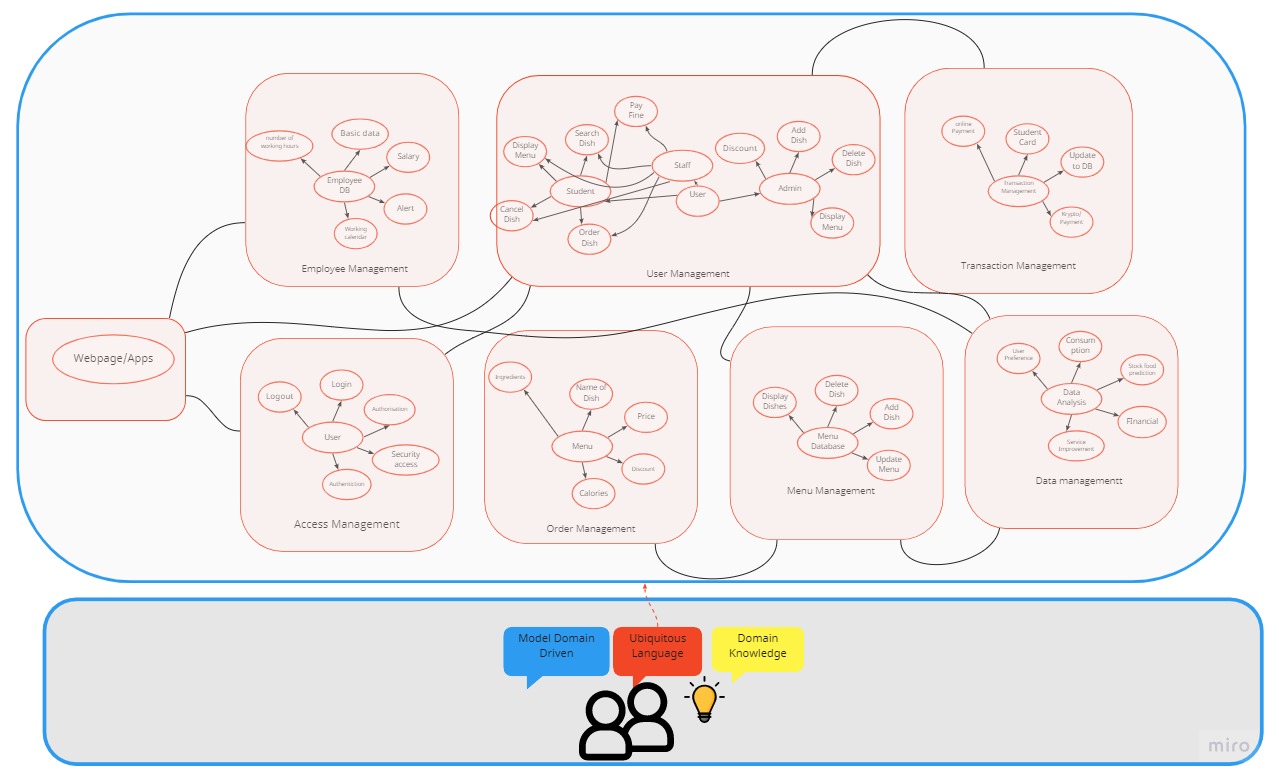 number of
working hours
Basic data
Salary
Employee
DB
Alert
Working
calendar
Employee Management
Pay
Fine
Search
Dish
Display
Menu
Staff
Student
User
Cancel
Dish
Order
Dish
Discount
Add
Dish
Delete
Dish
Admin
Display
Menu
User Management
online
Payment
Student
Card
Update
to DB
Transaction
Management
Krypto/
Payment
Transaction Management
Webpage/Apps
Login
Logout
Authorisation
User
Security
access
Authentiction
Access Management
Ingredients
Name of
Dish
Price
Menu
Discount
Calories
Order Management
Display
Dishes
Delete
Dish
Add
Dish
Menu
Database
Update
Menu
Menu Management
User
Preference
Consum
ption
Stock food
prediction
Data
Analysis
FInancial
Service
Improvement
Data managementt
Model Domain
Driven
Ubiquitous
Language
Domain
Knowledge
miro